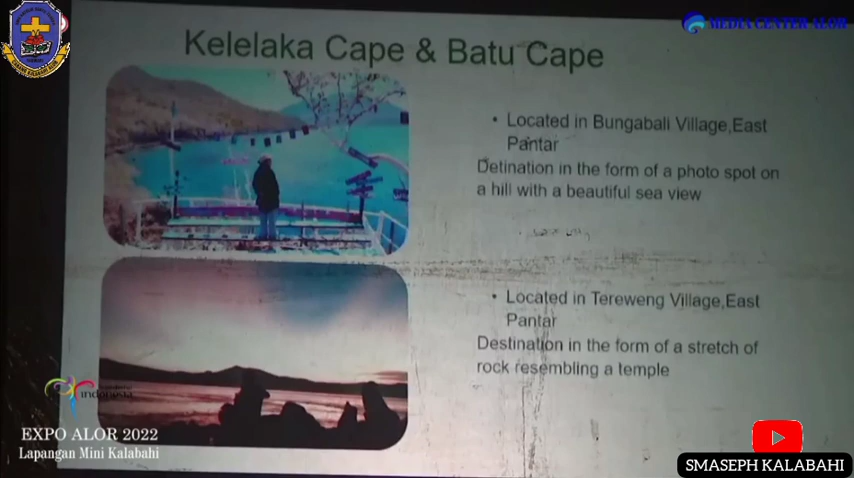 MEDIA CENTER ALOR
Kelelaka Cape & Batu Cape
• Located in Bungabali Village,East
Pantar
Detination in the form of a photo spot on
a hill with a beautiful sea view
• Located in Tereweng Village,East
Pantar
Destination in the form of a stretch of
rock resembling a temple
indonesia
EXPO ALOR 2022
Lapangan Mini Kalabahi
SMASEPH KALABAHI